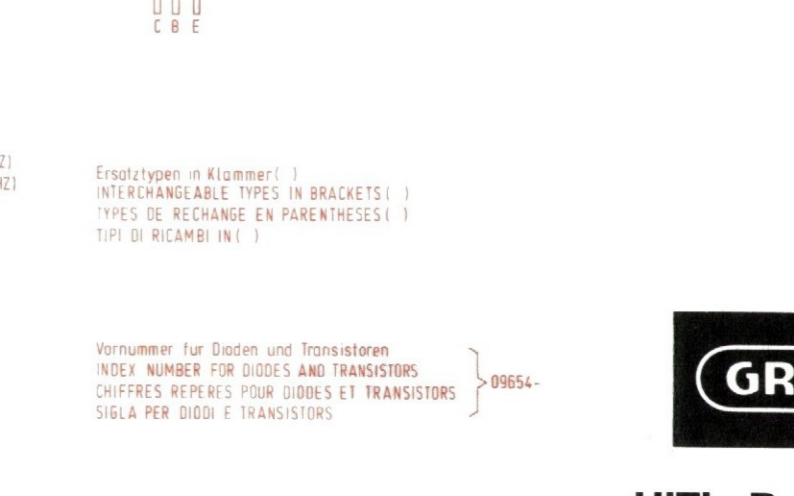 C B E
Z)
HZ)
Ersatztypen in Klammer( )
INTERCHANGEABLE TYPES IN BRACKETS( )
TYPES DE RECHANGE EN PARENTHESES( )
TIPI DI RICAMBI IN( )
Vornummer fur Dioden und Transistoren
INDEX NUMBER FOR DIODES AND TRANSISTORS
CHIFFRES REPERES POUR DIODES ET TRANSISTORS
SIGLA PER DIODI E TRANSISTORS
09654-
GR